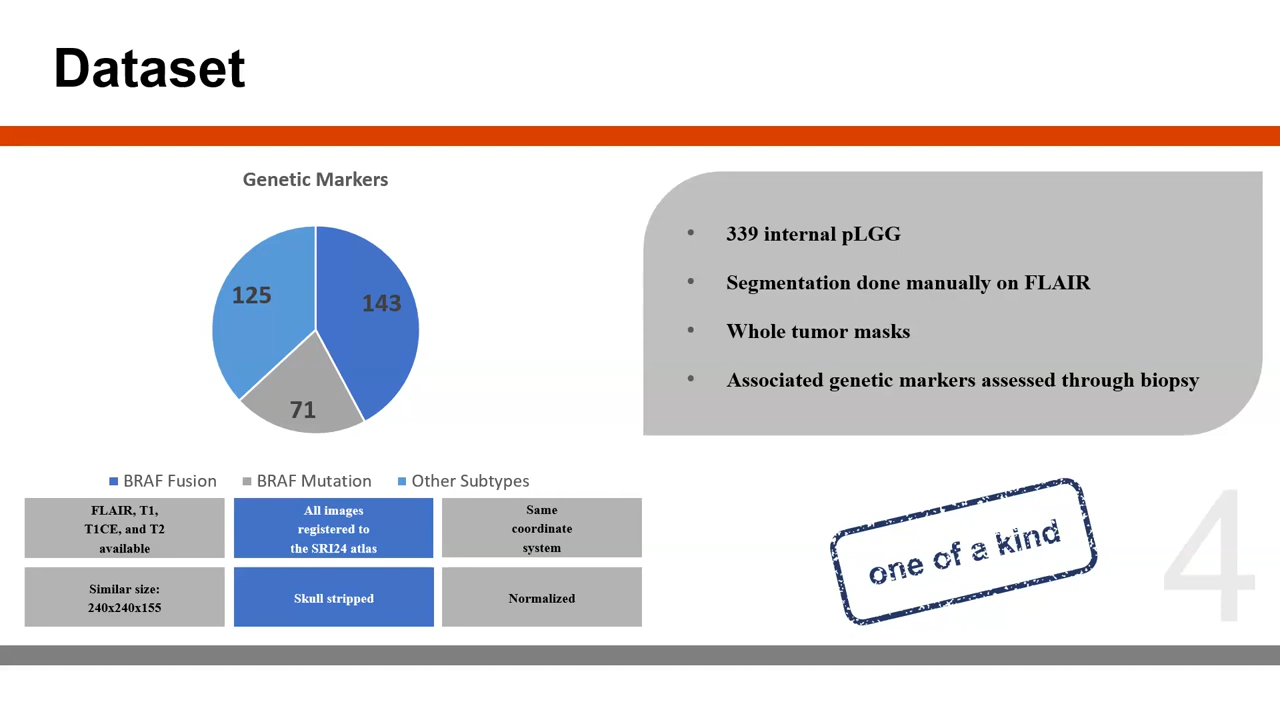 Dataset
Genetic Markers
125
143
71
BRAF Fusion
BRAF Mutation
Other Subtypes
• 339 internal pLGG
• Segmentation done manually on FLAIR
• Whole tumor masks
• Associated genetic markers assessed through biopsy
FLAIR, T1,
T1CE, and T2
available
All images
registered to
the SRI24 atlas
Same
coordinate
system
Similar size:
240x240x155
Skull stripped
Normalized
one of a kind
4